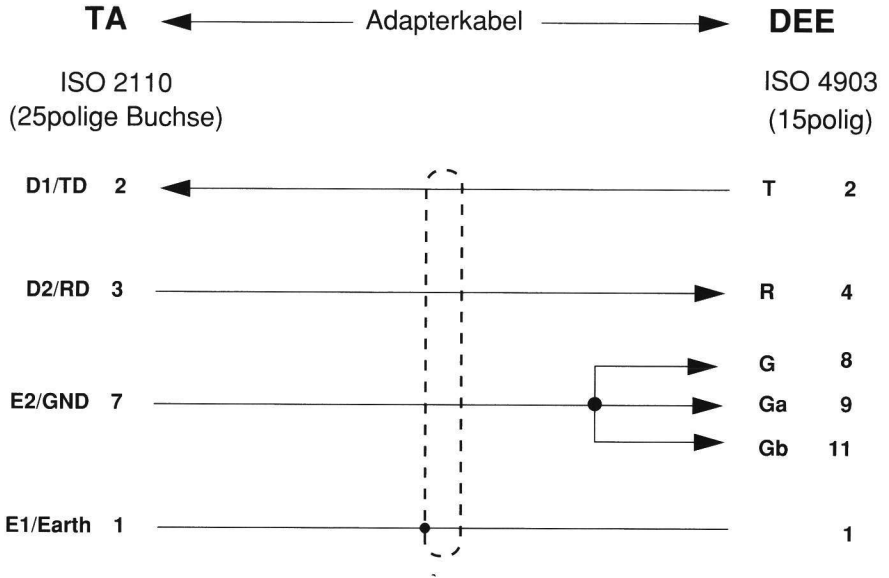 TA Adapterkabel DEE
ISO 2110 ISO 4903
(25polige Buchse) (15polig)
D1/TD 2 T 2
D2/RD 3 R 4
G 8
E2/GND 7 Ga 9
Gb 11
E1/Earth 1 1